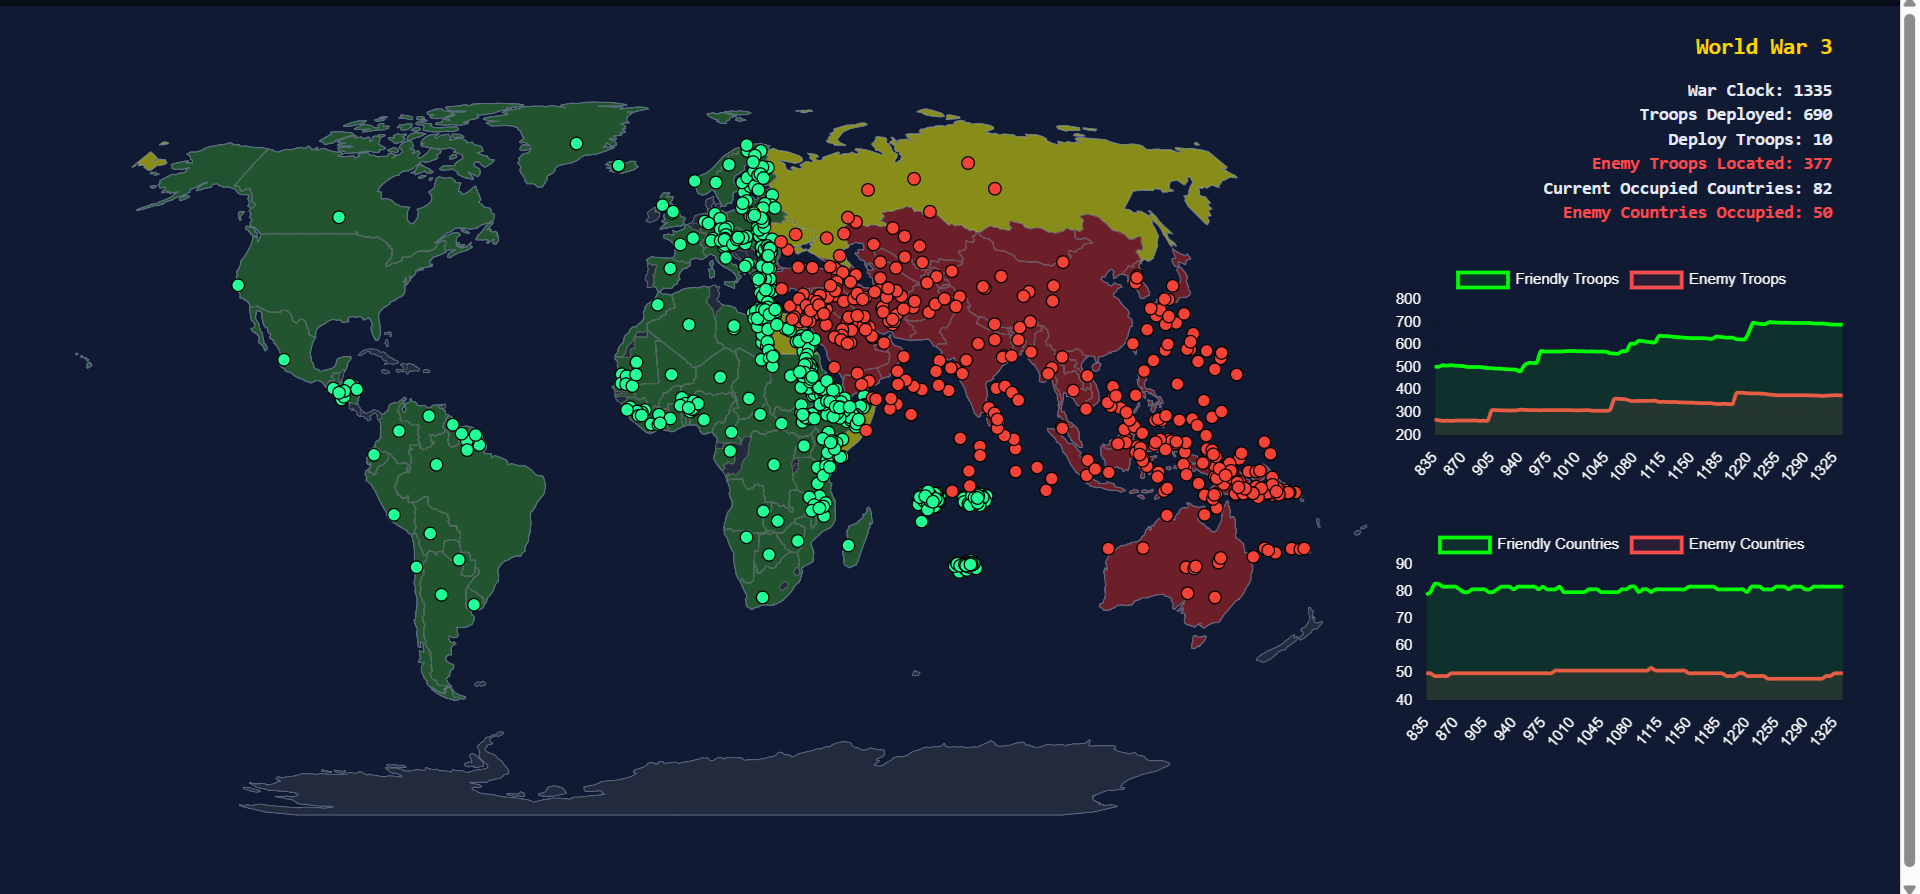 World War 3
War Clock: 1335
Troops Deployed: 690
Deploy Troops: 10
Enemy Troops Located: 377
Current Occupied Countries: 82
Enemy Countries Occupied: 50
Friendly Troops Enemy Troops
800
700
600
500
400
300
200
835 870 905 940 975 1010 1045 1080 1115 1150 1185 1220 1255 1290 1325
Friendly Countries Enemy Countries
90
80
70
60
50
40
835 870 905 940 975 1010 1045 1080 1115 1150 1185 1220 1255 1290 1325